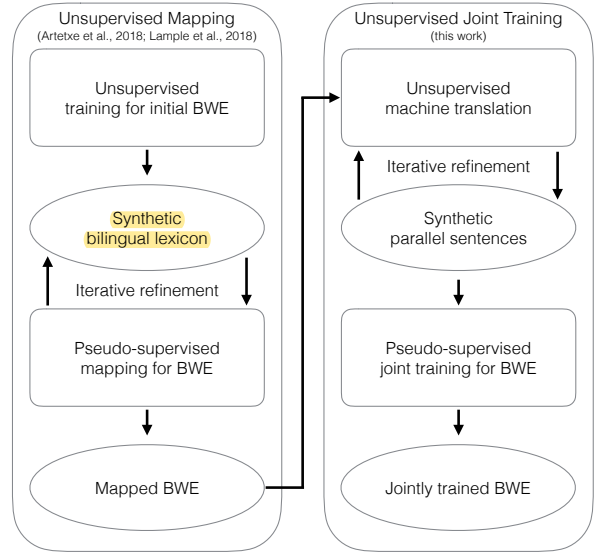 Unsupervised Mapping
(Artetxe et al., 2018; Lample et al., 2018)
Unsupervised
training for initial BWE
Synthetic
bilingual lexicon
Iterative refinement
Pseudo-supervised
mapping for BWE
Mapped BWE
Unsupervised Joint Training
(this work)
Unsupervised
machine translation
Iterative refinement
Synthetic
parallel sentences
Pseudo-supervised
joint training for BWE
Jointly trained BWE